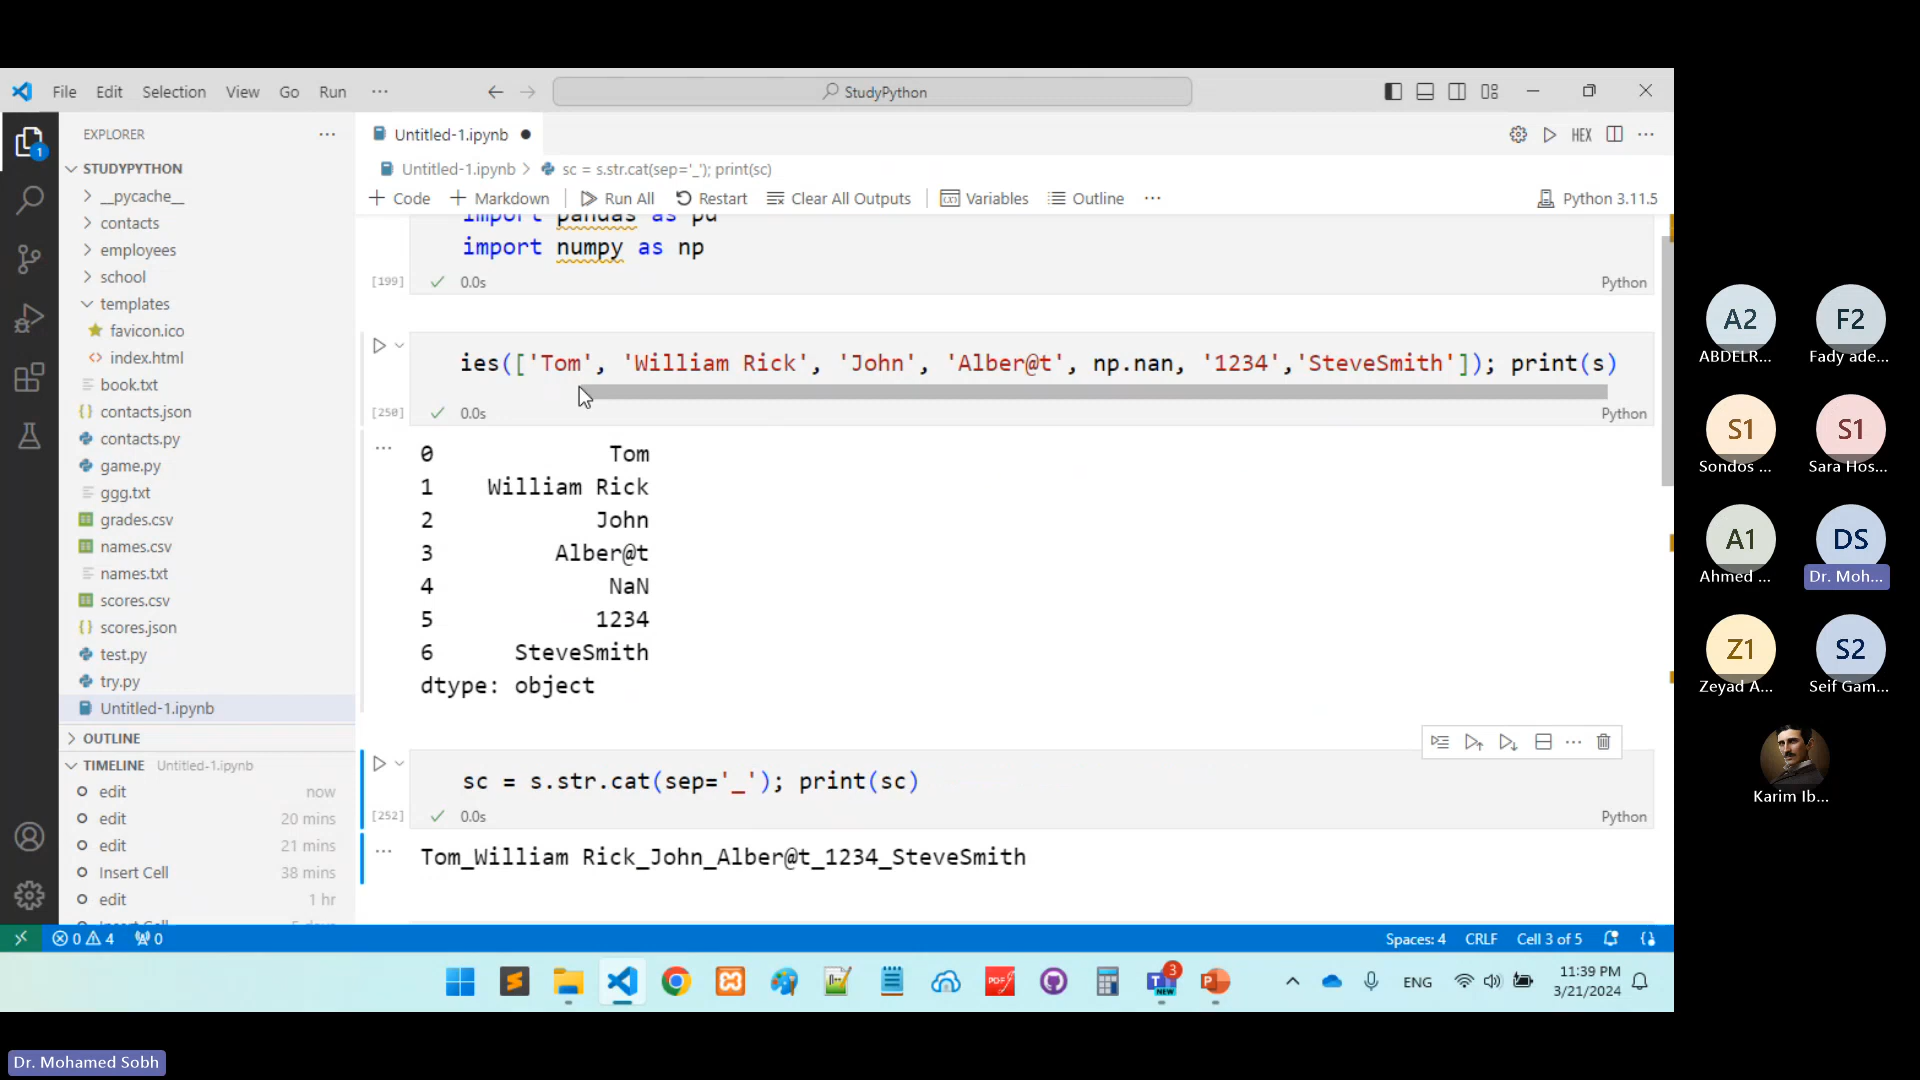 File Edit Selection View Go Run ··· StudyPython
EXPLORER
STUDYPYTHON
__pycache__
contacts
employees
school
templates
favicon.ico
index.html
book.txt
contacts.json
contacts.py
game.py
ggg.txt
grades.csv
names.csv
names.txt
scores.csv
scores.json
test.py
try.py
Untitled-1.ipynb
OUTLINE
TIMELINE Untitled-1.ipynb
edit now
edit 20 mins
edit 21 mins
Insert Cell 38 mins
edit 1 hr
Untitled-1.ipynb
HEX
Untitled-1.ipynb > sc = s.str.cat(sep='_'); print(sc)
+ Code + Markdown Run All Restart Clear All Outputs Variables Outline ··· Python 3.11.5
import pandas as pd
import numpy as np
[199] 0.0s Python
ies(['Tom', 'William Rick', 'John', 'Alber@t', np.nan, '1234','SteveSmith']); print(s)
[250] 0.0s Python
0 Tom
1 William Rick
2 John
3 Alber@t
4 NaN
5 1234
6 SteveSmith
dtype: object
sc = s.str.cat(sep='_'); print(sc)
[252] 0.0s Python
Tom_William Rick_John_Alber@t_1234_SteveSmith
0 4 0 Spaces: 4 CRLF Cell 3 of 5
3 NEW ENG 11:39 PM
3/21/2024
A2 F2
ABDELR... Fady ade...
S1 S1
Sondos ... Sara Hos...
A1 DS
Ahmed ... Dr. Moh...
Z1 S2
Zeyad A... Seif Gam...
Karim Ib...
Dr. Mohamed Sobh